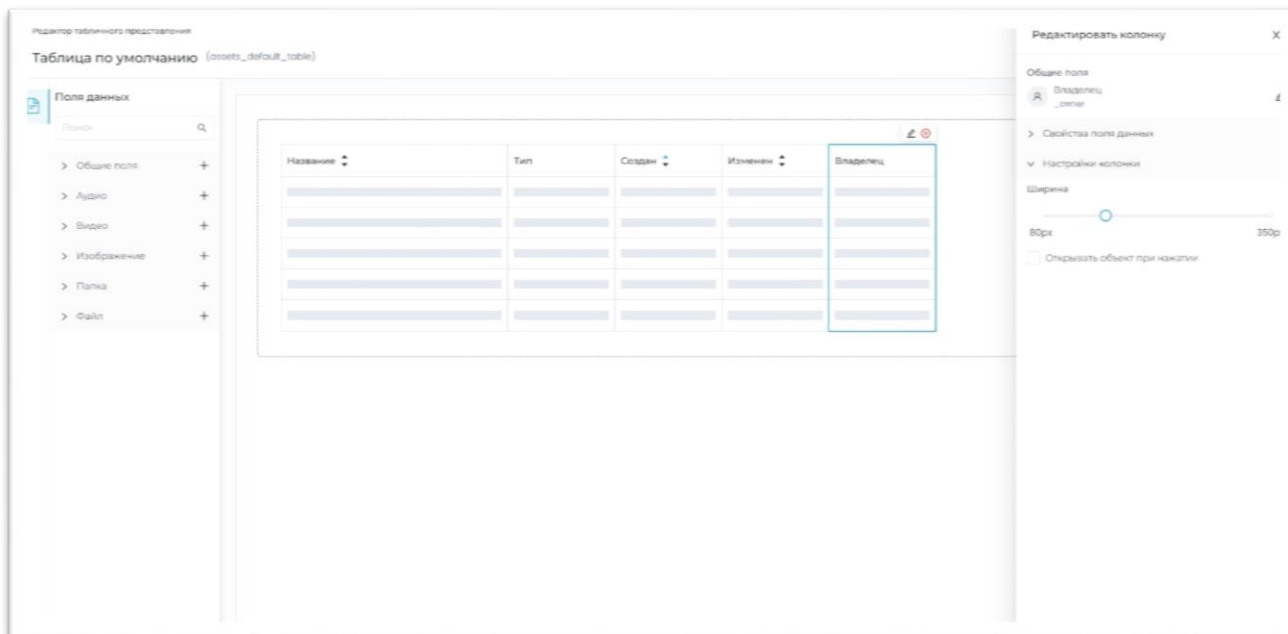 Редактор табличного представления
Таблица по умолчанию (assets_default_table)
Поля данных
Поиск
Общие поля
Аудио
Видео
Изображение
Папка
Файл
Название Тип Создан Изменен Владелец
Редактировать колонку
Общие поля
Владелец
_owner
Свойства поля данных
Настройки колонки
Ширина
80px 350p
Открывать объект при нажатии